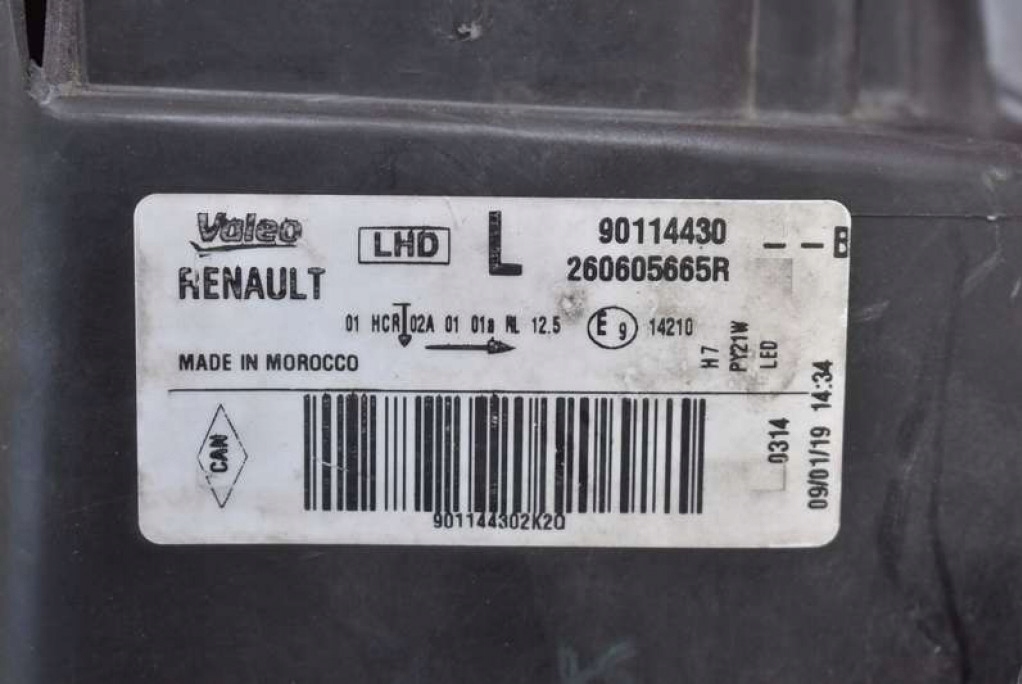 Valeo LHD L 90114430 - - B
RENAULT 260605665R
01 HCR 02A 01 01a RL 12.5 E9 14210
MADE IN MOROCCO
H7
PY21W
LED
CAN
0314
09/01/19 14:34
901144302K20